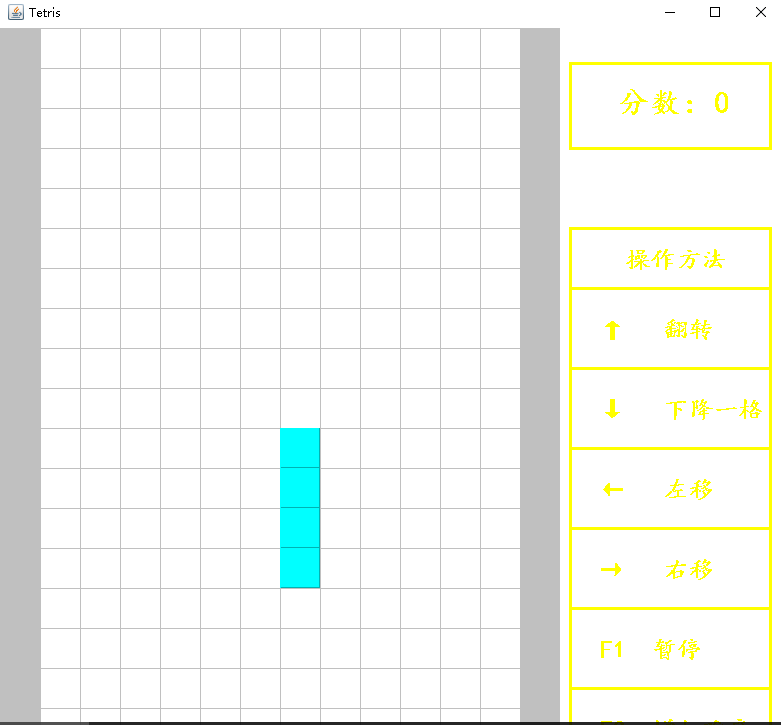 Tetris
分数：0
操作方法
↑ 翻转
↓ 下降一格
← 左移
→ 右移
F1 暂停